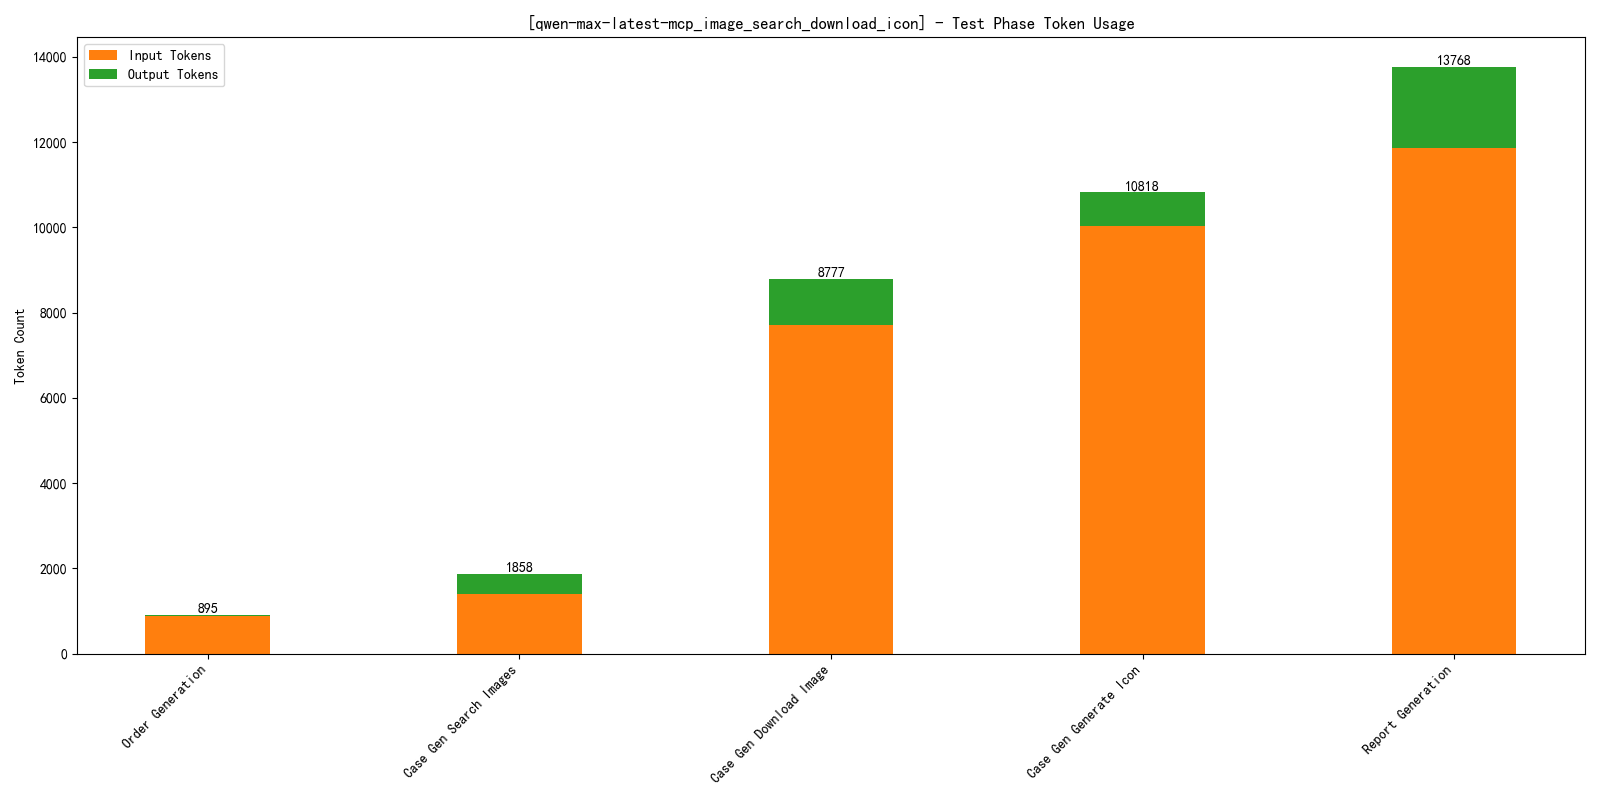 [qwen-max-latest-mcp_image_search_download_icon] - Test Phase Token Usage
Input Tokens
Output Tokens
Token Count
14000
12000
10000
8000
6000
4000
2000
0
895
1858
8777
10818
13768
Order Generation
Case Gen Search Images
Case Gen Download Image
Case Gen Generate Icon
Report Generation